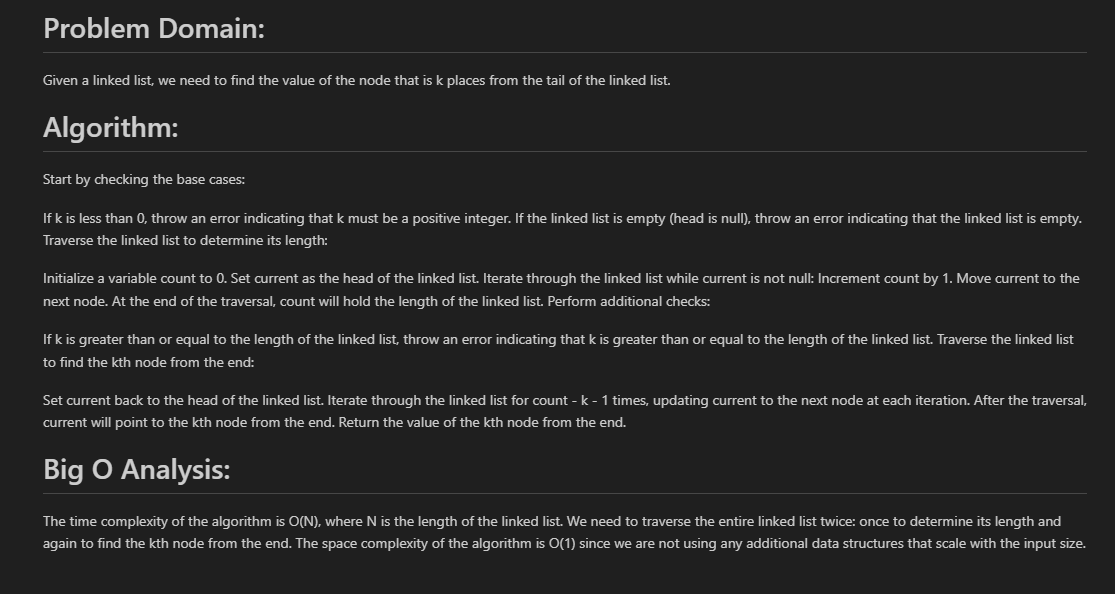 Problem Domain:
Given a linked list, we need to find the value of the node that is k places from the tail of the linked list.
Algorithm:
Start by checking the base cases:
If k is less than 0, throw an error indicating that k must be a positive integer. If the linked list is empty (head is null), throw an error indicating that the linked list is empty.
Traverse the linked list to determine its length:
Initialize a variable count to 0. Set current as the head of the linked list. Iterate through the linked list while current is not null: Increment count by 1. Move current to the
next node. At the end of the traversal, count will hold the length of the linked list. Perform additional checks:
If k is greater than or equal to the length of the linked list, throw an error indicating that k is greater than or equal to the length of the linked list. Traverse the linked list
to find the kth node from the end:
Set current back to the head of the linked list. Iterate through the linked list for count - k - 1 times, updating current to the next node at each iteration. After the traversal,
current will point to the kth node from the end. Return the value of the kth node from the end.
Big O Analysis:
The time complexity of the algorithm is O(N), where N is the length of the linked list. We need to traverse the entire linked list twice: once to determine its length and
again to find the kth node from the end. The space complexity of the algorithm is O(1) since we are not using any additional data structures that scale with the input size.